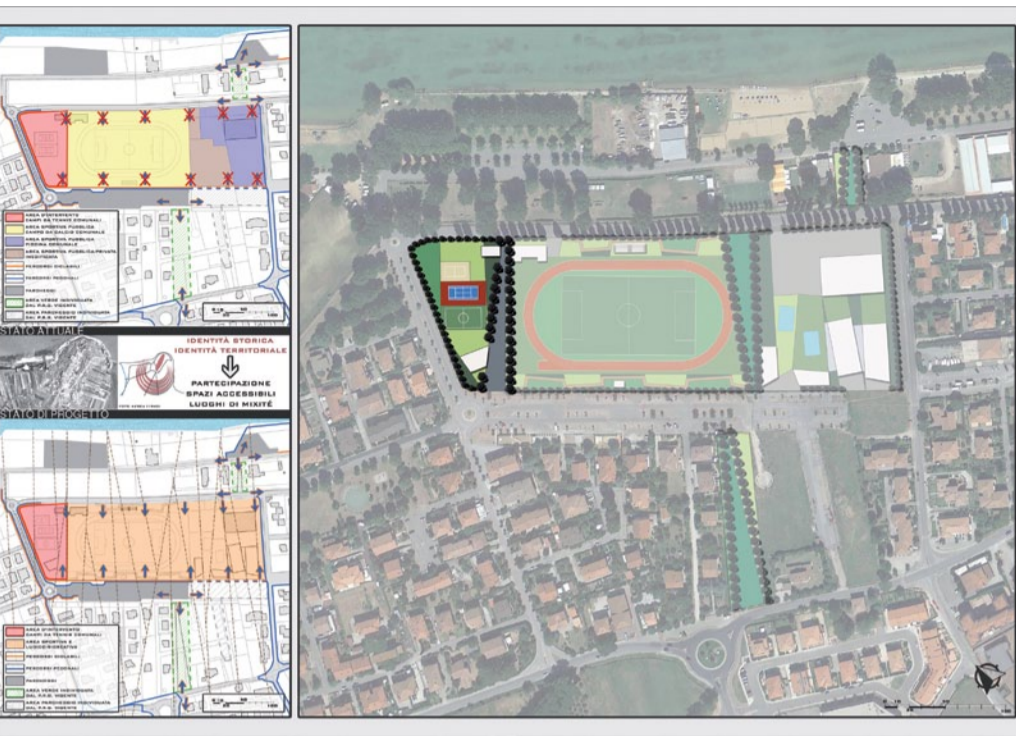 AREA D'INTERVENTO
CAMPI DA TENNIS COMUNALI
AREA SPORTIVA PUBBLICA
CAMPO DA CALCIO COMUNALE
AREA SPORTIVA PUBBLICA
PISCINA COMUNALE
AREA SPORTIVA PUBBLICA/PRIVATA
INEDIFICATA
PERCORSI CICLABILI
PERCORSI PEDONALI
PARCHEGGI
AREA VERDE INDIVIDUATA
DAL P.R.G. VIGENTE
AREA PARCHEGGIO INDIVIDUATA
DAL P.R.G. VIGENTE
STATO ATTUALE
IDENTITÀ STORICA
IDENTITÀ TERRITORIALE
PARTECIPAZIONE
SPAZI ACCESSIBILI
LUOGHI DI MIXITÉ
STATO DI PROGETTO
AREA D'INTERVENTO
CAMPI DA TENNIS COMUNALI
AREA SPORTIVA E
LUDICO-RICREATIVA
PERCORSI CICLABILI
PERCORSI PEDONALI
PARCHEGGI
AREA VERDE INDIVIDUATA
DAL P.R.G. VIGENTE
AREA PARCHEGGIO INDIVIDUATA
DAL P.R.G. VIGENTE